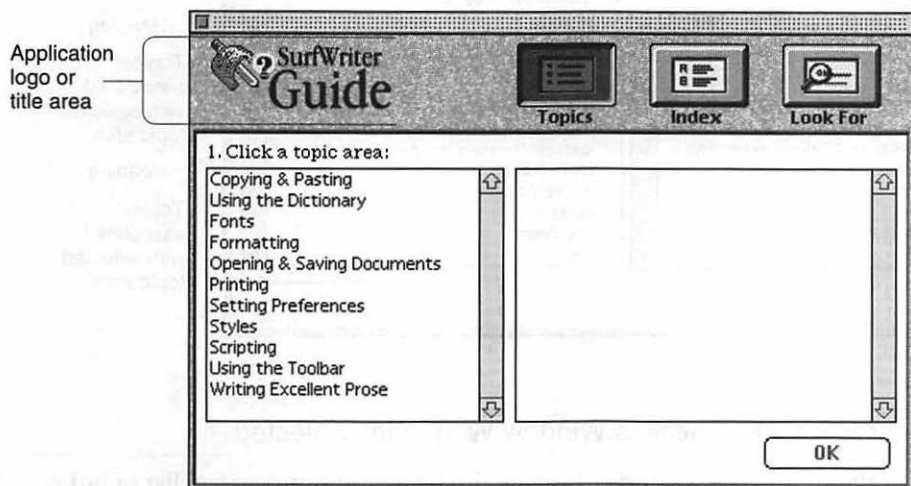 Application
logo or
title area
? SurfWriter
Guide
Topics
Index
Look For
1. Click a topic area:
Copying & Pasting
Using the Dictionary
Fonts
Formatting
Opening & Saving Documents
Printing
Setting Preferences
Styles
Scripting
Using the Toolbar
Writing Excellent Prose
OK